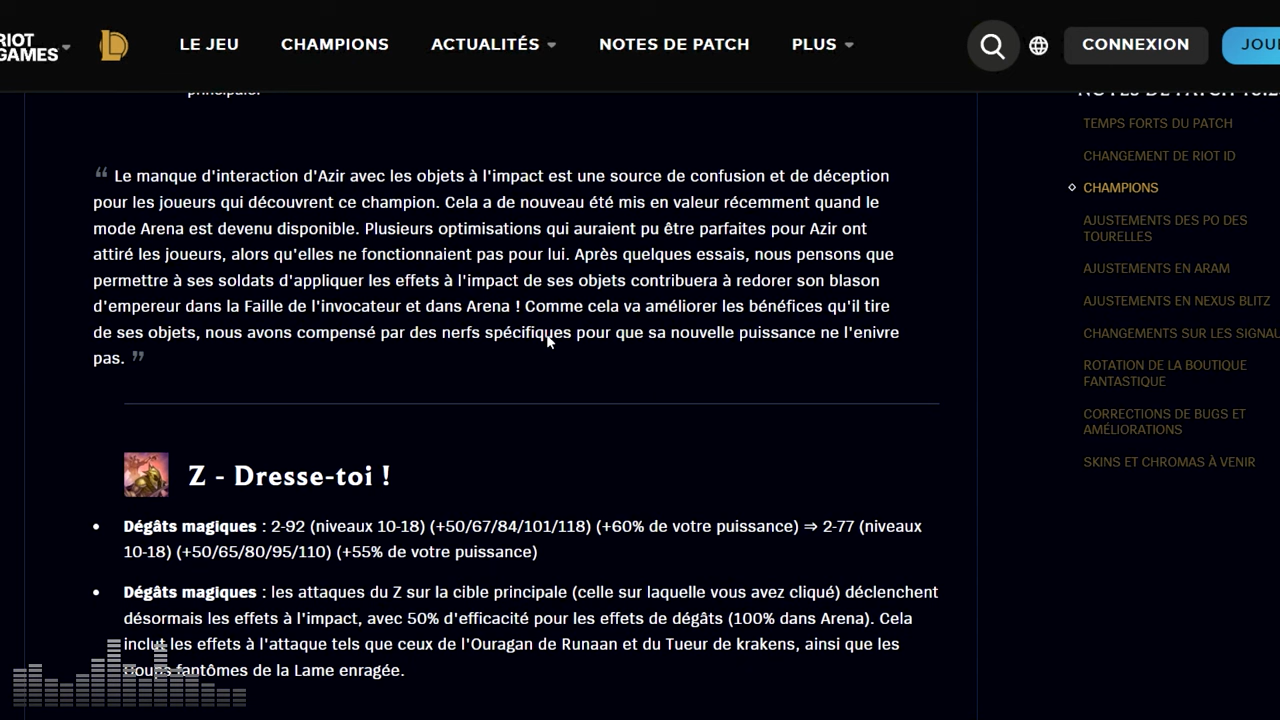 RIOT
GAMES
LE JEU
CHAMPIONS
ACTUALITÉS
NOTES DE PATCH
PLUS
CONNEXION
JOUE
principale.
“ Le manque d'interaction d'Azir avec les objets à l'impact est une source de confusion et de déception
pour les joueurs qui découvrent ce champion. Cela a de nouveau été mis en valeur récemment quand le
mode Arena est devenu disponible. Plusieurs optimisations qui auraient pu être parfaites pour Azir ont
attiré les joueurs, alors qu'elles ne fonctionnaient pas pour lui. Après quelques essais, nous pensons que
permettre à ses soldats d'appliquer les effets à l'impact de ses objets contribuera à redorer son blason
d'empereur dans la Faille de l'invocateur et dans Arena ! Comme cela va améliorer les bénéfices qu'il tire
de ses objets, nous avons compensé par des nerfs spécifiques pour que sa nouvelle puissance ne l'enivre
pas. ”
Z - Dresse-toi !
• Dégâts magiques : 2-92 (niveaux 10-18) (+50/67/84/101/118) (+60% de votre puissance) ⇒ 2-77 (niveaux
10-18) (+50/65/80/95/110) (+55% de votre puissance)
• Dégâts magiques : les attaques du Z sur la cible principale (celle sur laquelle vous avez cliqué) déclenchent
désormais les effets à l'impact, avec 50% d'efficacité pour les effets de dégâts (100% dans Arena). Cela
inclut les effets à l'attaque tels que ceux de l'Ouragan de Runaan et du Tueur de krakens, ainsi que les
coups fantômes de la Lame enragée.
NOTES DE PATCH
TEMPS FORTS DU PATCH
CHANGEMENT DE RIOT ID
CHAMPIONS
AJUSTEMENTS DES PO DES
TOURELLES
AJUSTEMENTS EN ARAM
AJUSTEMENTS EN NEXUS BLITZ
CHANGEMENTS SUR LES SIGNAU
ROTATION DE LA BOUTIQUE
FANTASTIQUE
CORRECTIONS DE BUGS ET
AMÉLIORATIONS
SKINS ET CHROMAS À VENIR